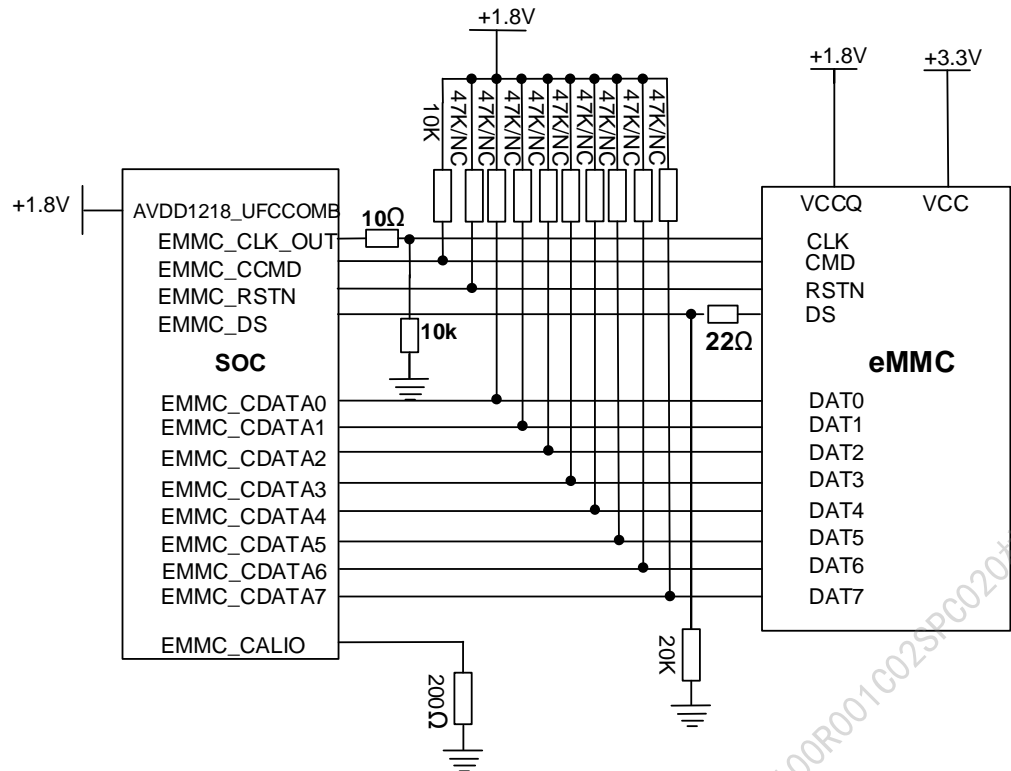 +1.8V
+1.8V
+3.3V
10K
47K/NC
47K/NC
47K/NC
47K/NC
47K/NC
47K/NC
47K/NC
47K/NC
47K/NC
+1.8V
AVDD1218_UFCCOMB
10Ω
VCCQ
VCC
EMMC_CLK_OUT
CLK
EMMC_CCMD
CMD
EMMC_RSTN
RSTN
EMMC_DS
DS
10k
22Ω
SOC
eMMC
EMMC_CDATA0
DAT0
EMMC_CDATA1
DAT1
EMMC_CDATA2
DAT2
EMMC_CDATA3
DAT3
EMMC_CDATA4
DAT4
EMMC_CDATA5
DAT5
EMMC_CDATA6
DAT6
EMMC_CDATA7
DAT7
EMMC_CALIO
20K
200Ω
00R001C02SPC020